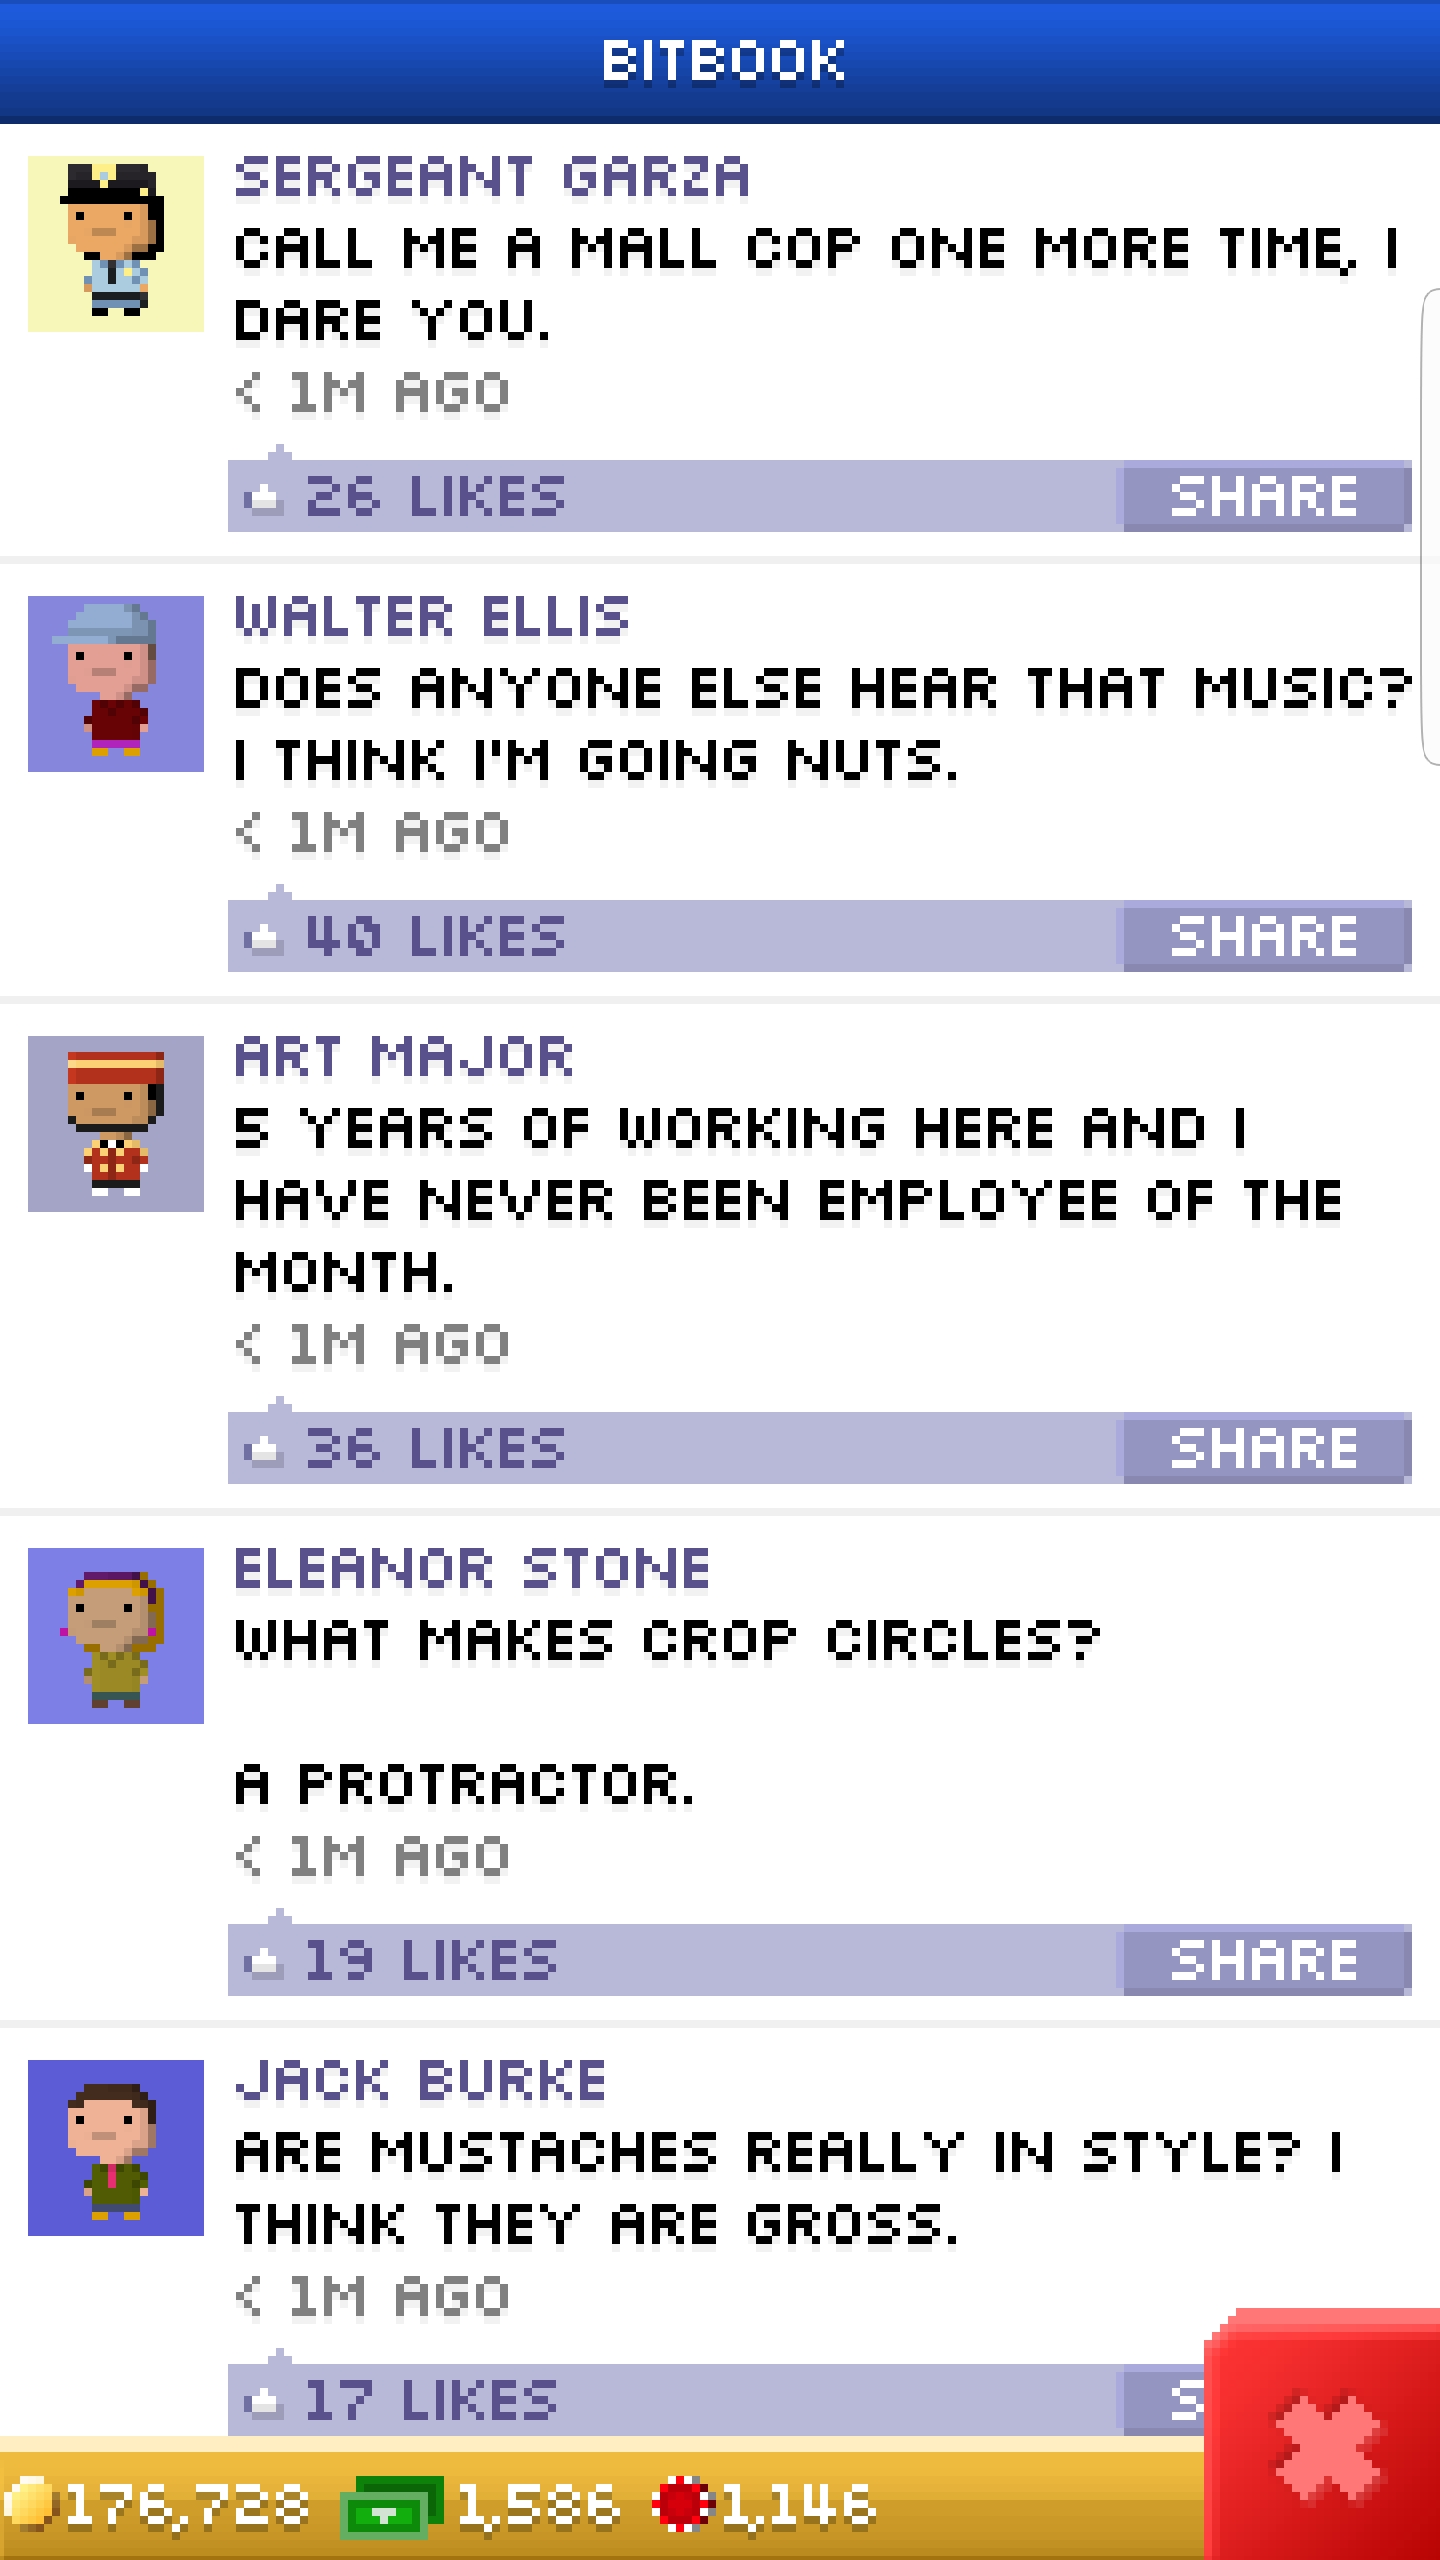 BITBOOK
SERGEANT GARZA
CALL ME A MALL COP ONE MORE TIME, I
DARE YOU.
< 1M AGO
26 LIKES
SHARE
WALTER ELLIS
DOES ANYONE ELSE HEAR THAT MUSIC?
I THINK I'M GOING NUTS.
< 1M AGO
40 LIKES
SHARE
ART MAJOR
5 YEARS OF WORKING HERE AND I
HAVE NEVER BEEN EMPLOYEE OF THE
MONTH.
< 1M AGO
36 LIKES
SHARE
ELEANOR STONE
WHAT MAKES CROP CIRCLES?
A PROTRACTOR.
< 1M AGO
19 LIKES
SHARE
JACK BURKE
ARE MUSTACHES REALLY IN STYLE? I
THINK THEY ARE GROSS.
< 1M AGO
17 LIKES
S
176,728 1,586 1,146